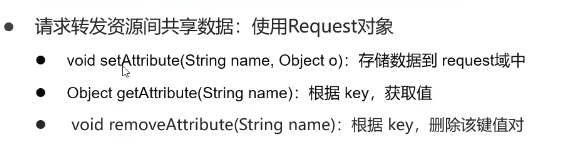 请求转发资源间共享数据：使用Request对象
void setAttribute(String name, Object o)：存储数据到 request域中
Object getAttribute(String name)：根据 key，获取值
void removeAttribute(String name)：根据 key，删除该键值对